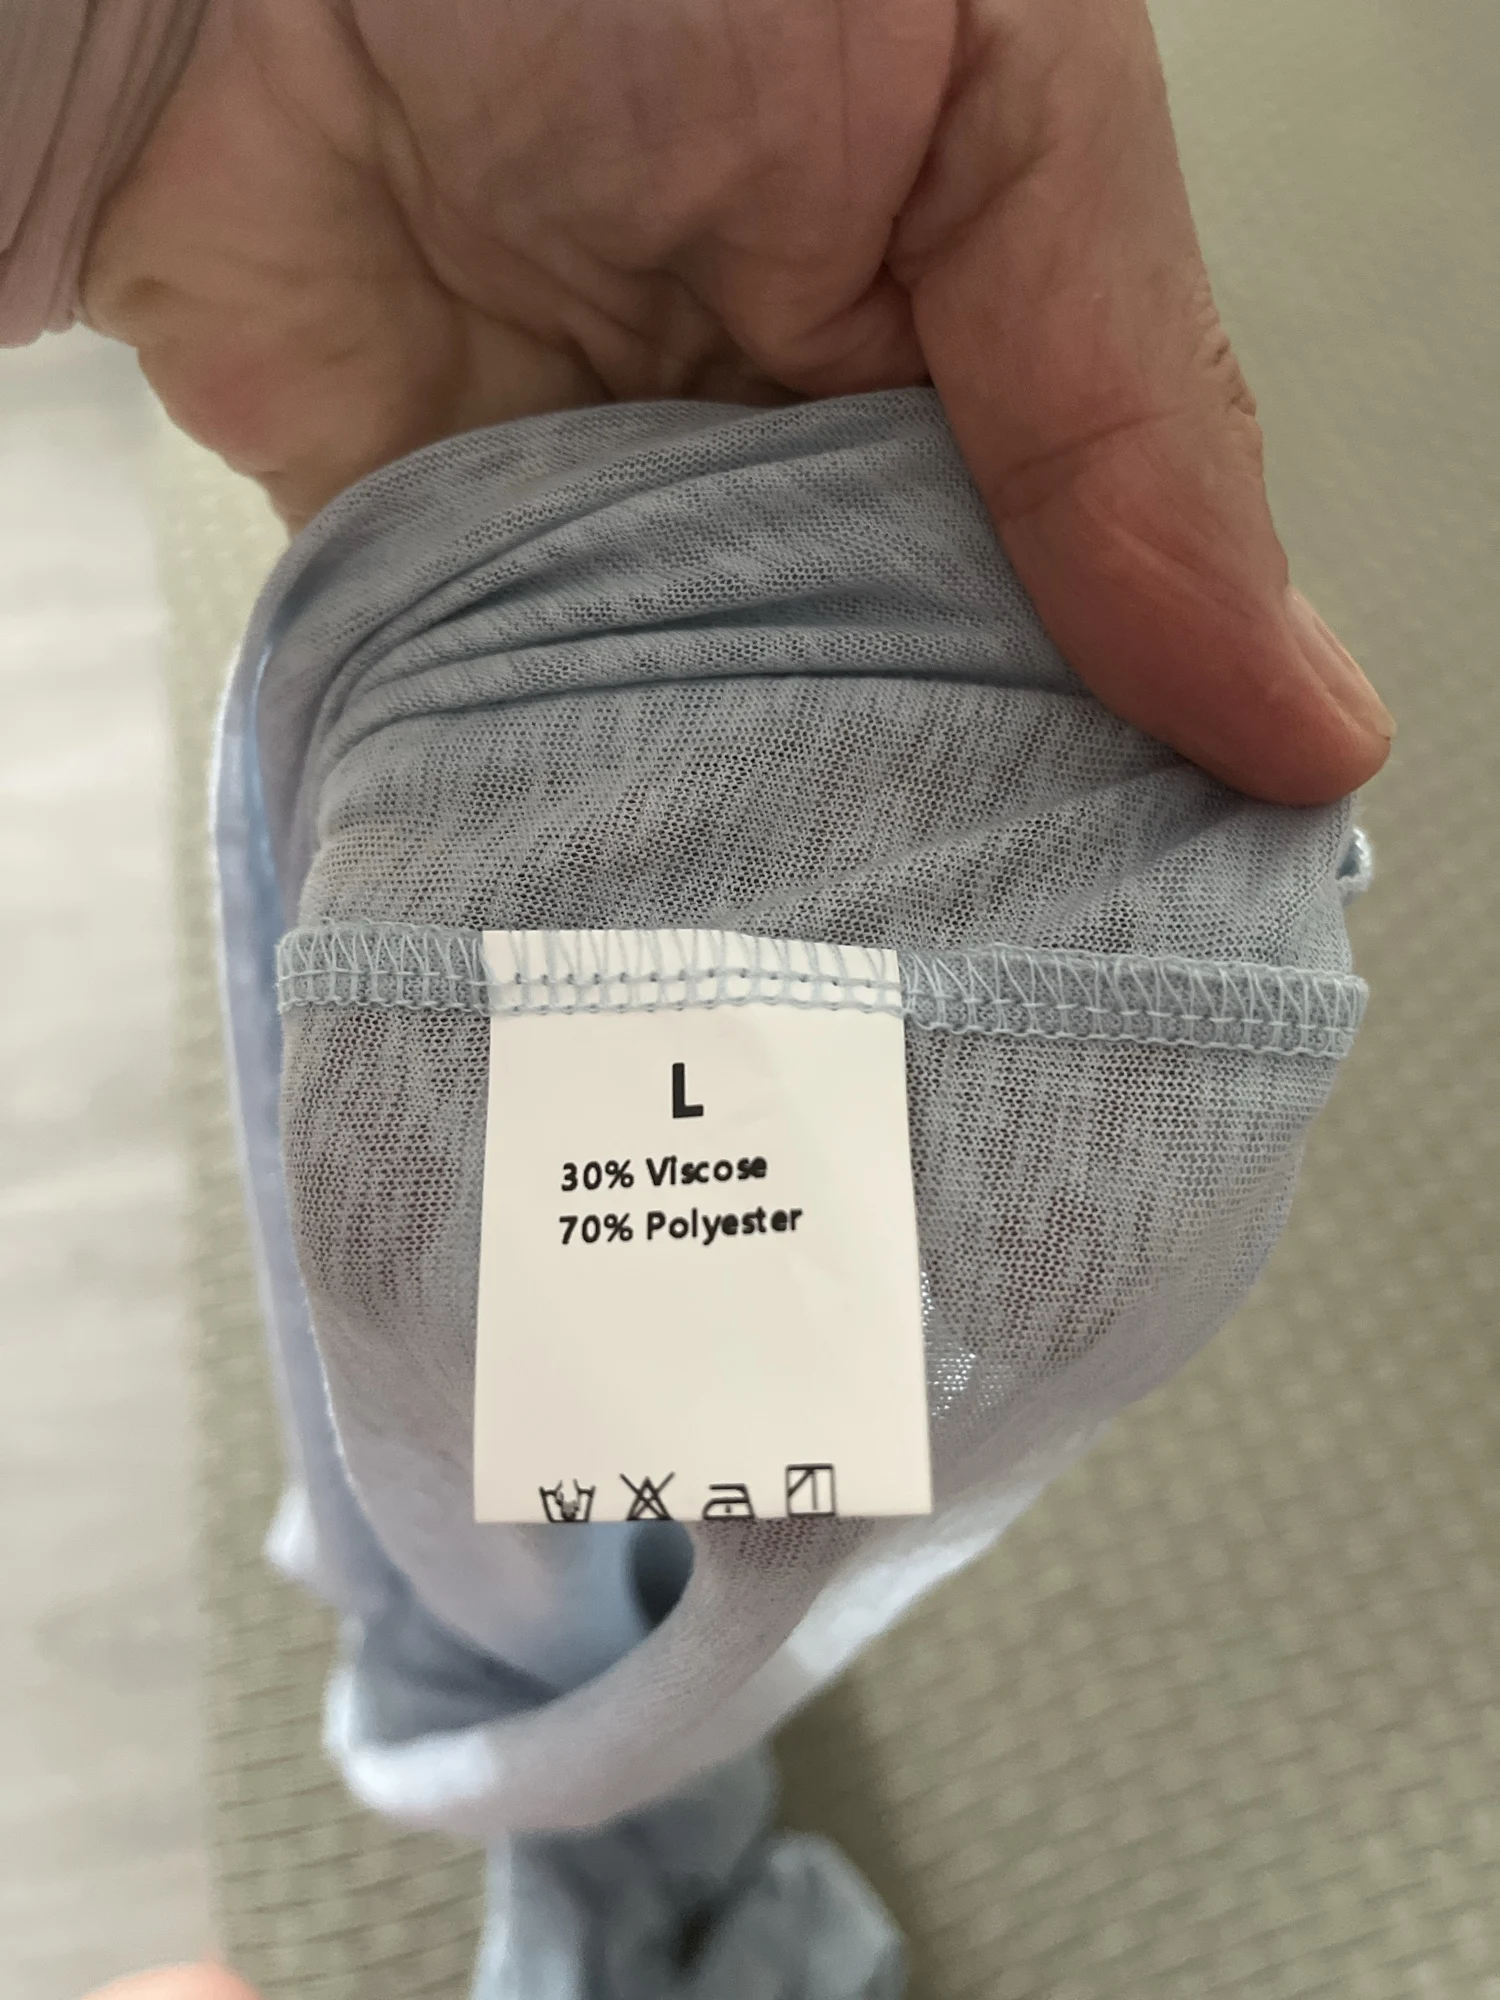 L
30% Viscose
70% Polyester